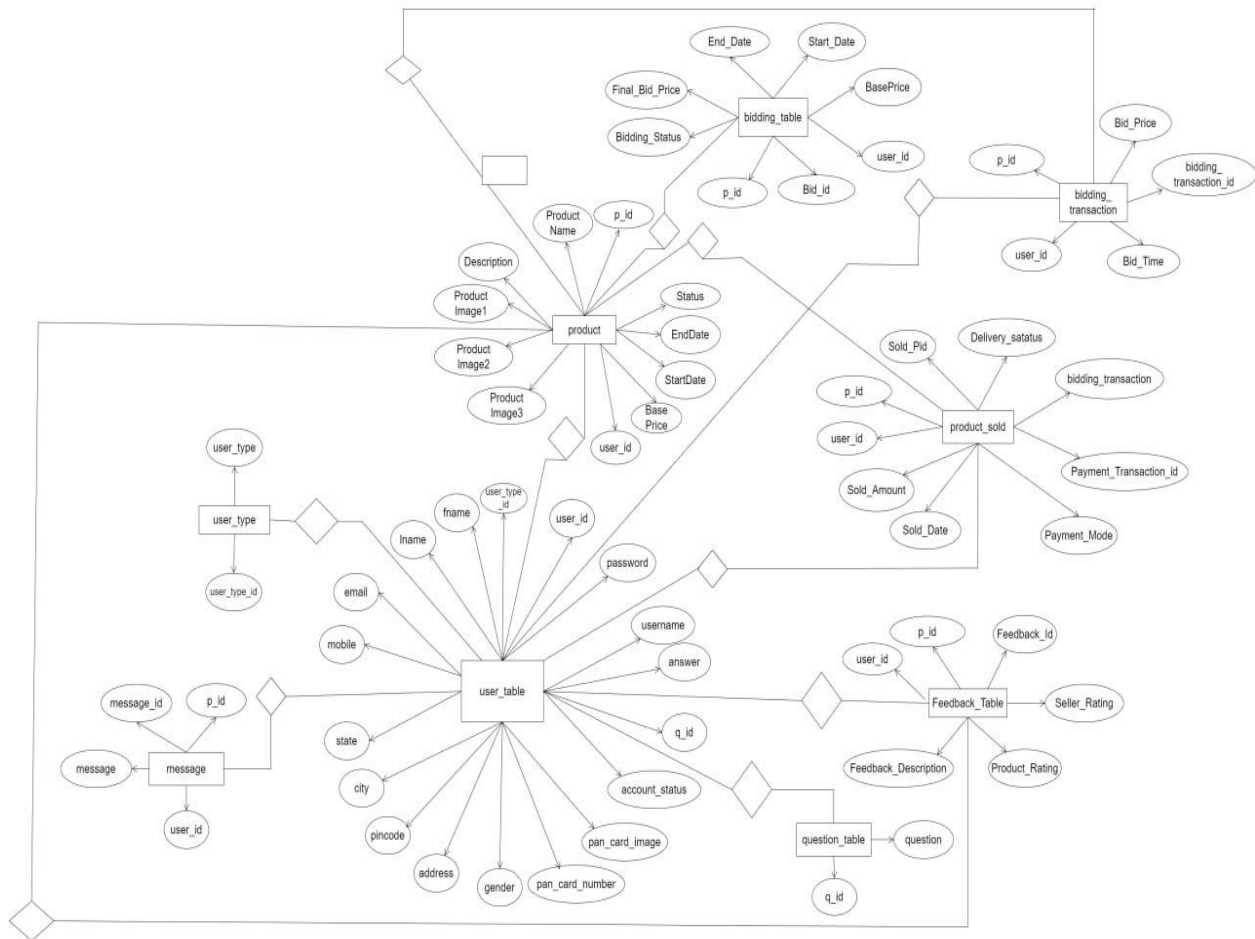 End_Date
Start_Date
Final_Bid_Price
BasePrice
bidding_table
Bidding_Status
user_id
p_id
Bid_id
Bid_Price
p_id
bidding_
transaction_id
bidding_
transaction
user_id
Bid_Time
Product
Name
p_id
Description
Product
Image1
Status
product
EndDate
Product
Image2
StartDate
Product
Image3
Base
Price
user_id
Sold_Pid
Delivery_satatus
p_id
bidding_transaction
user_id
product_sold
Sold_Amount
Payment_Transaction_id
Sold_Date
Payment_Mode
user_type
user_type
user_type_id
fname
user_type
_id
user_id
lname
password
email
mobile
username
answer
user_table
state
q_id
city
account_status
pincode
pan_card_image
address
gender
pan_card_number
message_id
p_id
message
message
user_id
p_id
Feedback_Id
user_id
Feedback_Table
Seller_Rating
Feedback_Description
Product_Rating
question_table
question
q_id